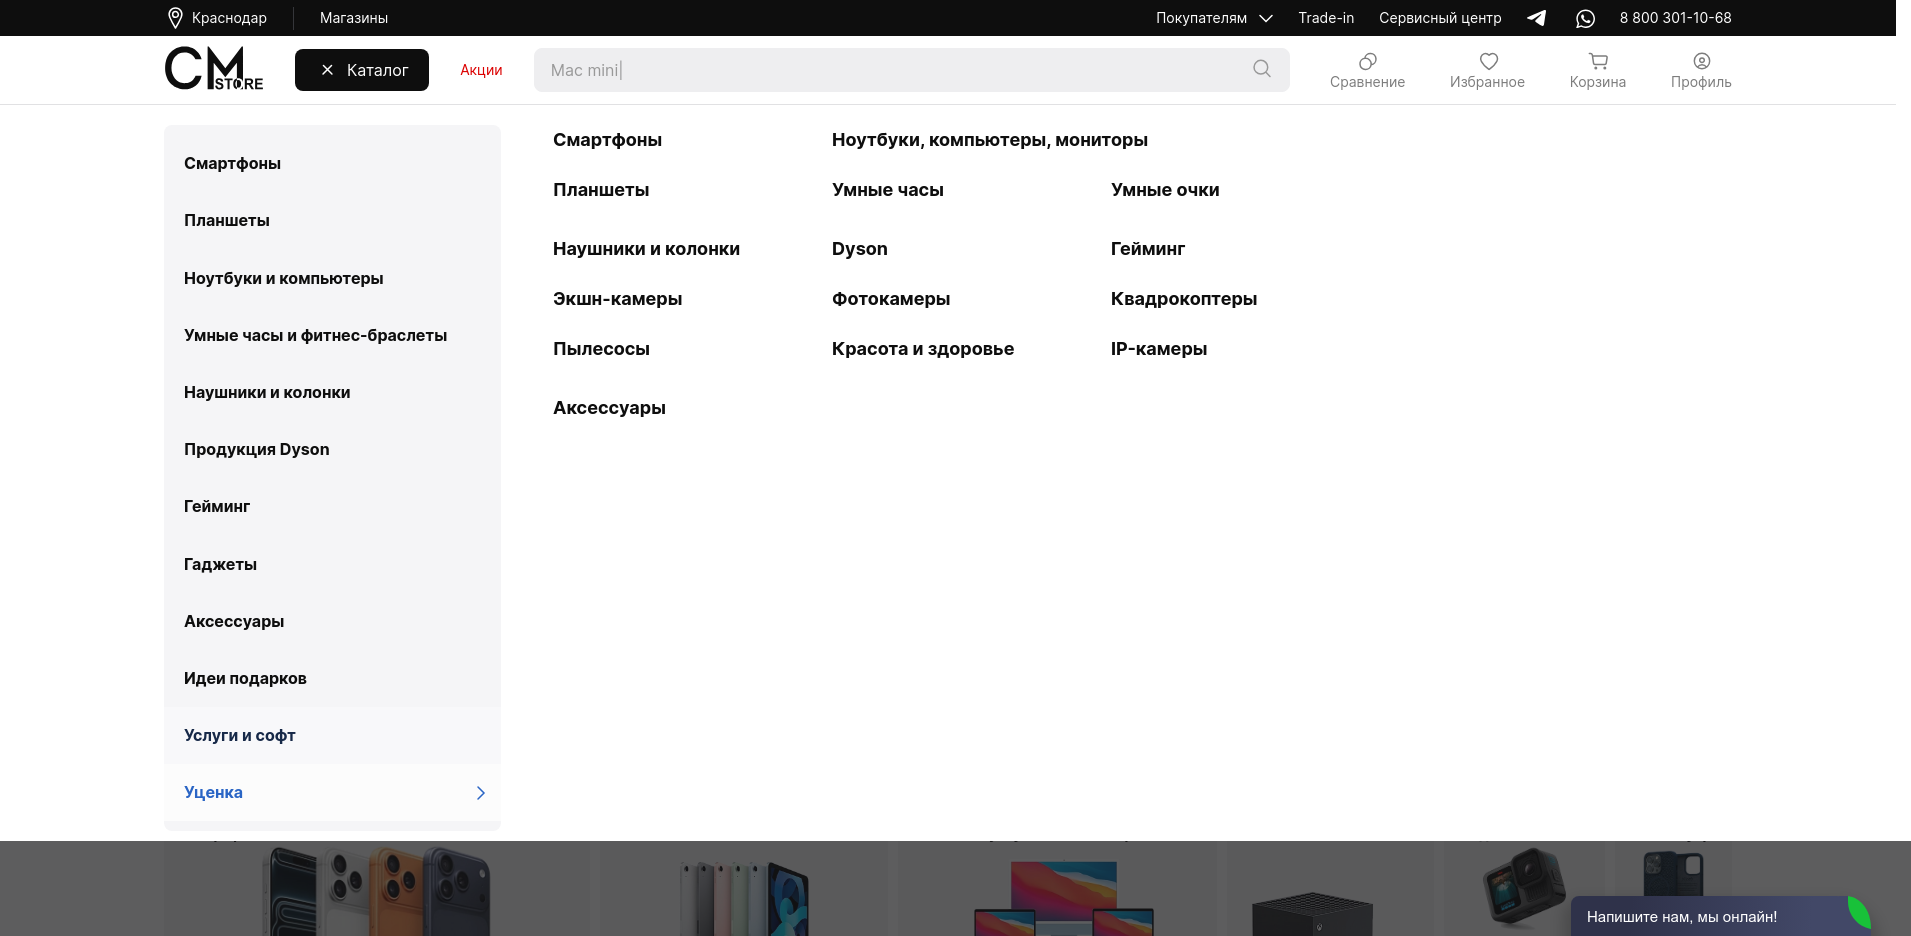 Краснодар
Магазины
Покупателям
Trade-in
Сервисный центр
8 800 301-10-68
CM STORE
Каталог
Акции
Mac mini|
Сравнение
Избранное
Корзина
Профиль
Смартфоны
Планшеты
Ноутбуки и компьютеры
Умные часы и фитнес-браслеты
Наушники и колонки
Продукция Dyson
Гейминг
Гаджеты
Аксессуары
Идеи подарков
Услуги и софт
Уценка
Смартфоны
Ноутбуки, компьютеры, мониторы
Планшеты
Умные часы
Умные очки
Наушники и колонки
Dyson
Гейминг
Экшн-камеры
Фотокамеры
Квадрокоптеры
Пылесосы
Красота и здоровье
IP-камеры
Аксессуары
Напишите нам, мы онлайн!